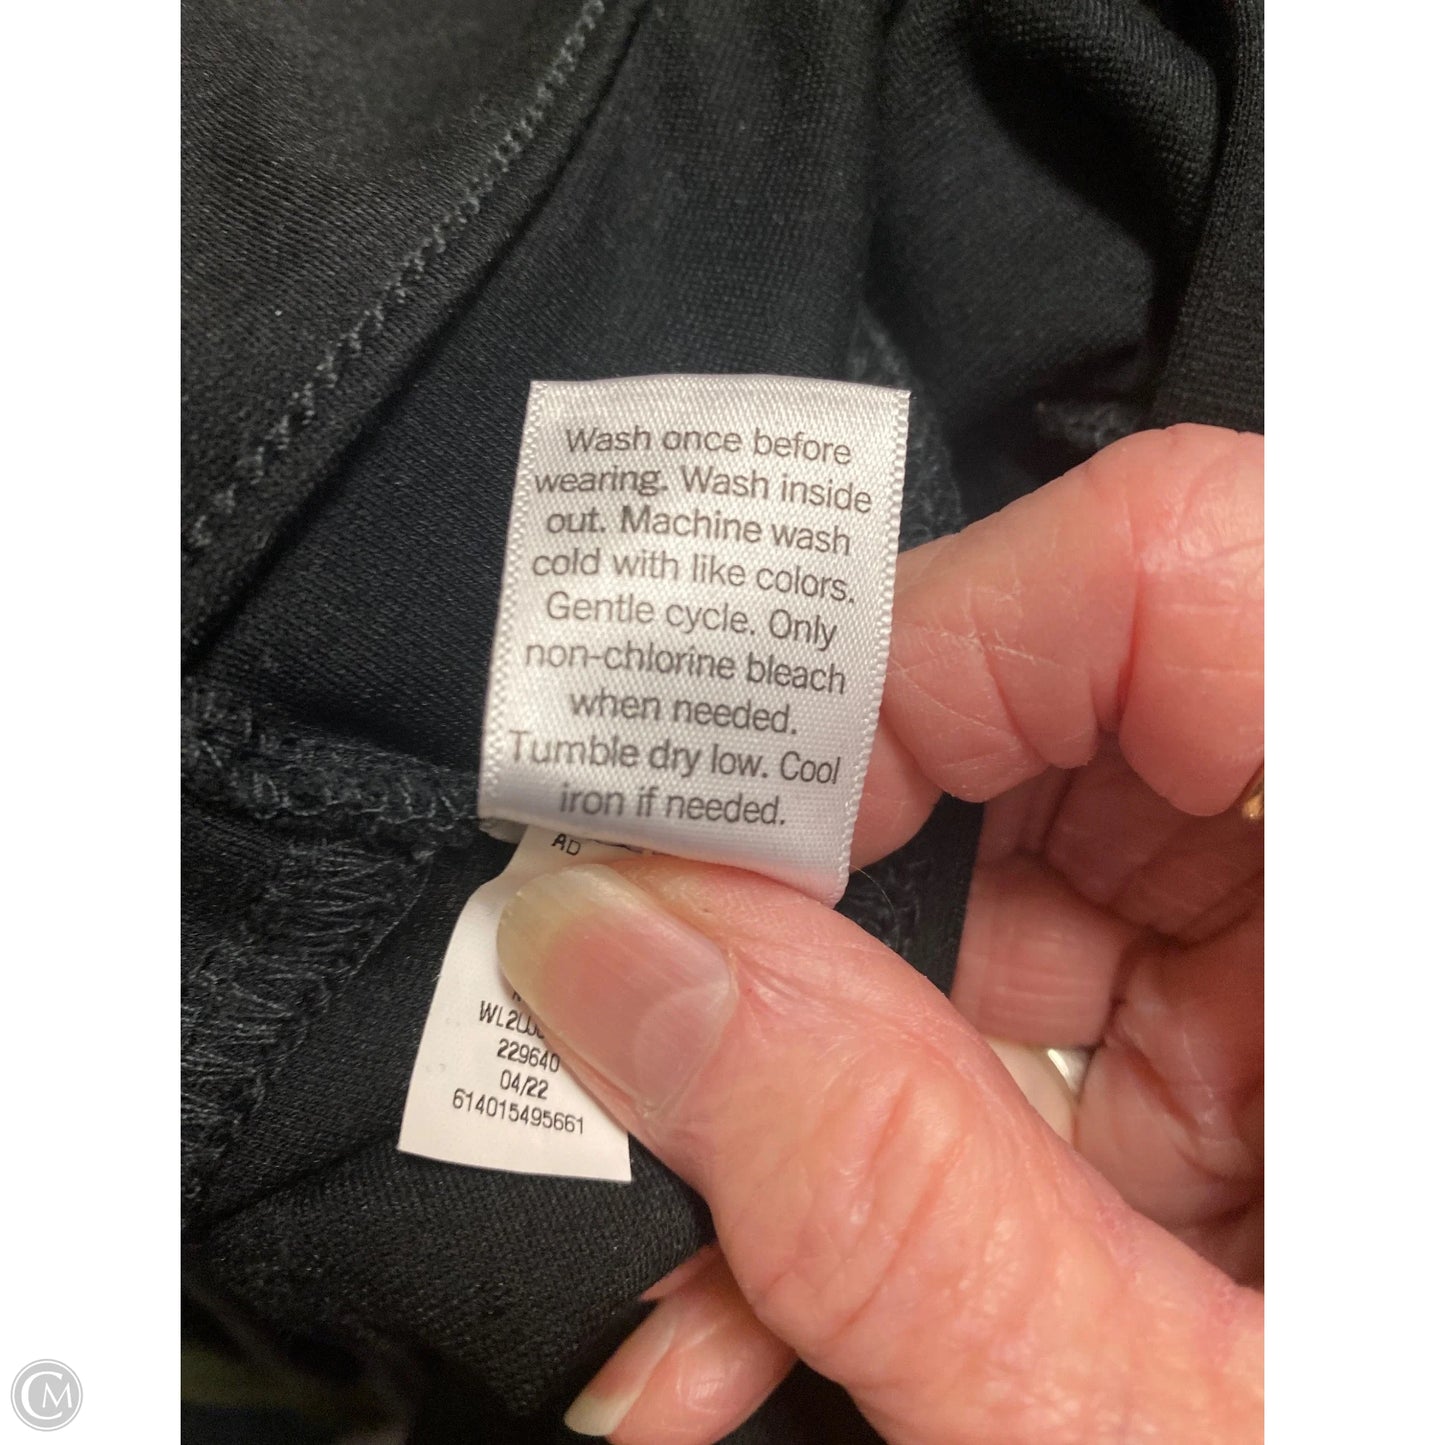 Wash once before
wearing. Wash inside
out. Machine wash
cold with like colors.
Gentle cycle. Only
non-chlorine bleach
when needed.
Tumble dry low. Cool
iron if needed.
AD
229640
04/22
614015495661
CM